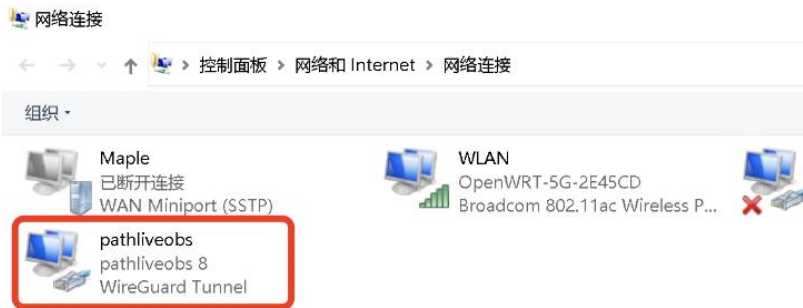 网络连接
控制面板 > 网络和 Internet > 网络连接
组织
Maple
已断开连接
WAN Miniport (SSTP)
WLAN
OpenWRT-5G-2E45CD
Broadcom 802.11ac Wireless P...
pathliveobs
pathliveobs 8
WireGuard Tunnel